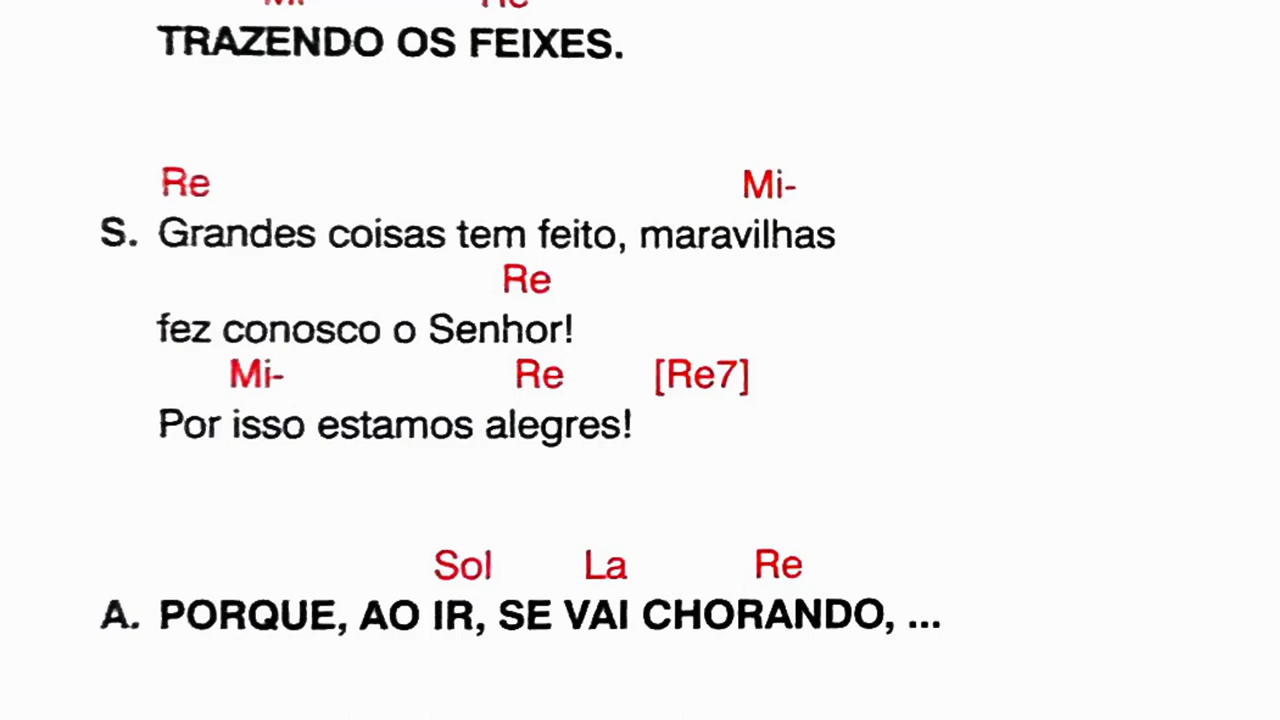 TRAZENDO OS FEIXES.
Re Mi-
S. Grandes coisas tem feito, maravilhas
Re
fez conosco o Senhor!
Mi- Re [Re7]
Por isso estamos alegres!
Sol La Re
A. PORQUE, AO IR, SE VAI CHORANDO, ...